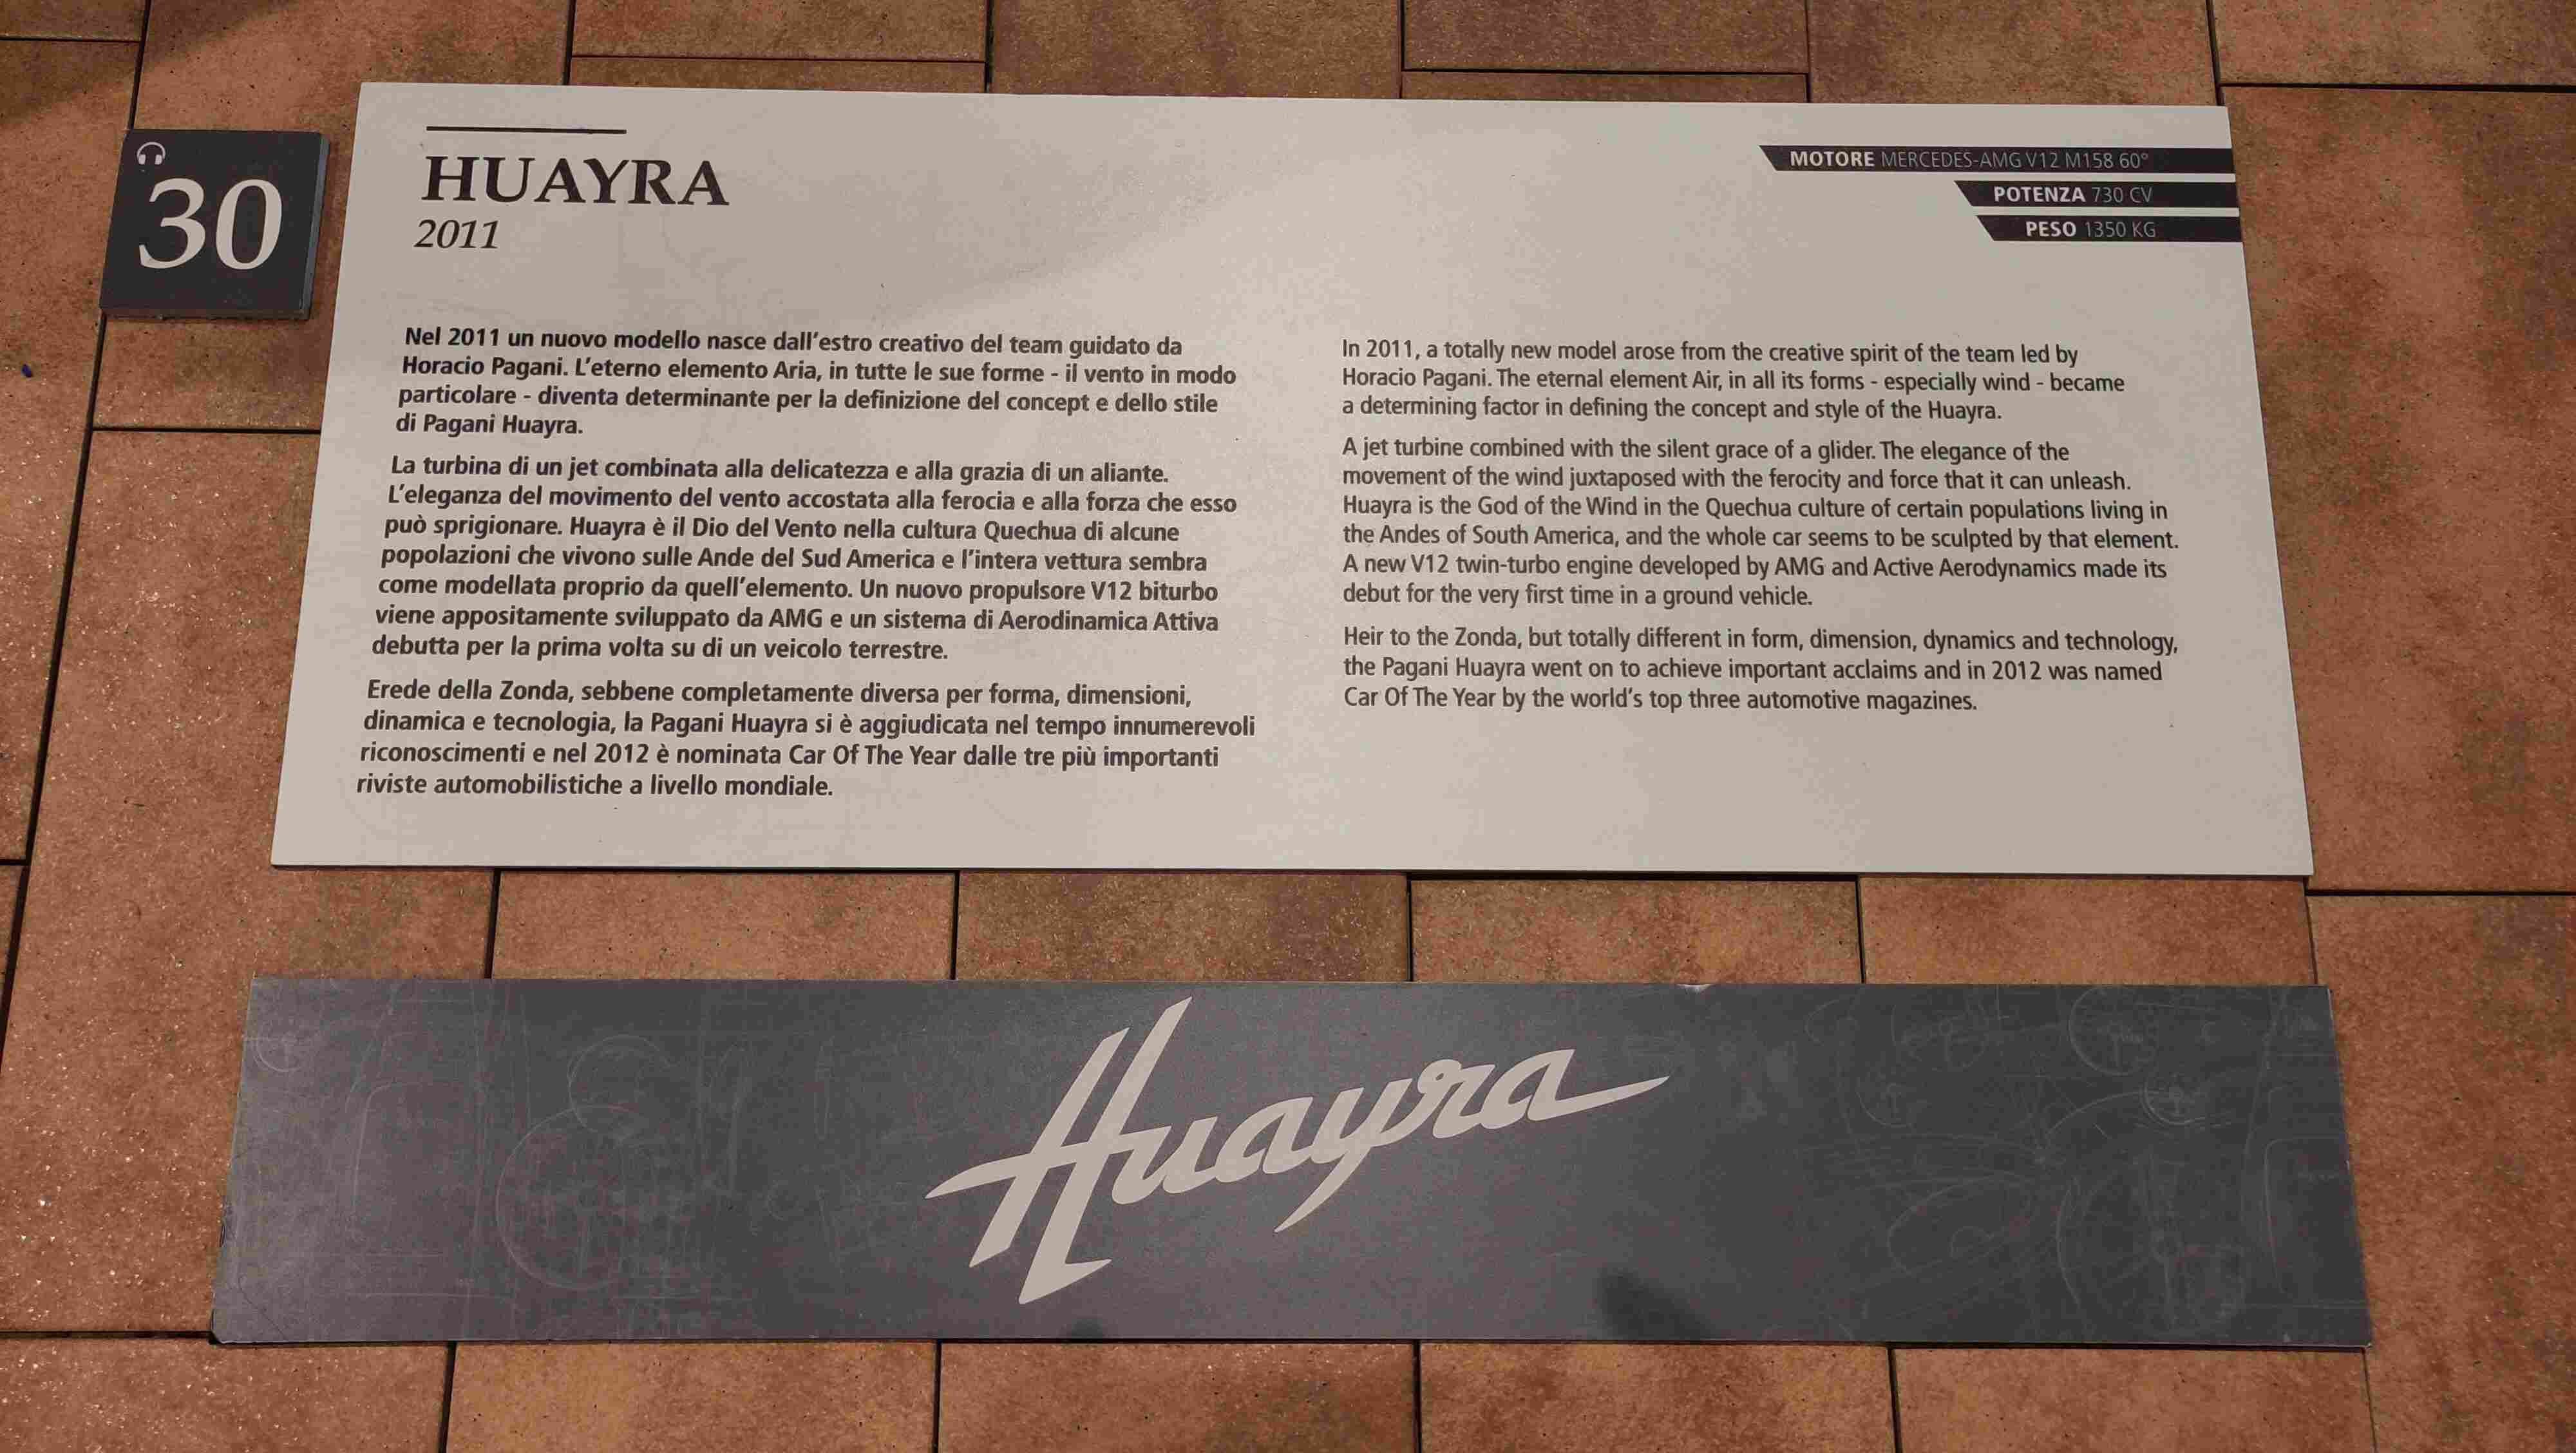 30
HUAYRA
2011
MOTORE MERCEDES-AMG V12 M158 60°
POTENZA 730 CV
PESO 1350 KG
Nel 2011 un nuovo modello nasce dall'estro creativo del team guidato da
Horacio Pagani. L'eterno elemento Aria, in tutte le sue forme - il vento in modo
particolare - diventa determinante per la definizione del concept e dello stile
di Pagani Huayra.
La turbina di un jet combinata alla delicatezza e alla grazia di un aliante.
L'eleganza del movimento del vento accostata alla ferocia e alla forza che esso
può sprigionare. Huayra è il Dio del Vento nella cultura Quechua di alcune
popolazioni che vivono sulle Ande del Sud America e l'intera vettura sembra
come modellata proprio da quell'elemento. Un nuovo propulsore V12 biturbo
viene appositamente sviluppato da AMG e un sistema di Aerodinamica Attiva
debutta per la prima volta su di un veicolo terrestre.
Erede della Zonda, sebbene completamente diversa per forma, dimensioni,
dinamica e tecnologia, la Pagani Huayra si è aggiudicata nel tempo innumerevoli
riconoscimenti e nel 2012 è nominata Car Of The Year dalle tre più importanti
riviste automobilistiche a livello mondiale.
In 2011, a totally new model arose from the creative spirit of the team led by
Horacio Pagani. The eternal element Air, in all its forms - especially wind - became
a determining factor in defining the concept and style of the Huayra.
A jet turbine combined with the silent grace of a glider. The elegance of the
movement of the wind juxtaposed with the ferocity and force that it can unleash.
Huayra is the God of the Wind in the Quechua culture of certain populations living in
the Andes of South America, and the whole car seems to be sculpted by that element.
A new V12 twin-turbo engine developed by AMG and Active Aerodynamics made its
debut for the very first time in a ground vehicle.
Heir to the Zonda, but totally different in form, dimension, dynamics and technology,
the Pagani Huayra went on to achieve important acclaims and in 2012 was named
Car Of The Year by the world's top three automotive magazines.
Huayra